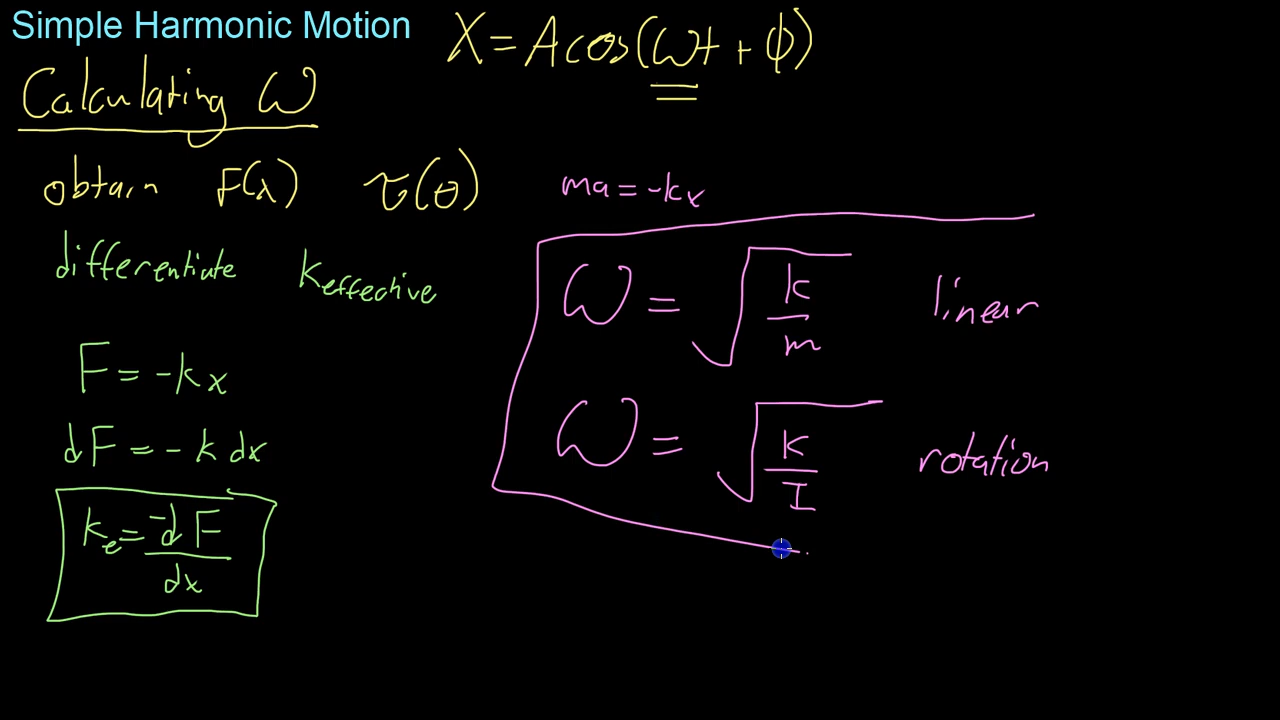 Simple Harmonic Motion
X = A cos(ωt + φ)
Calculating ω
obtain F(x) τ(θ)
ma = -kx
differentiate keffective
ω = √k/m linear
F = -kx
dF = -k dx
ω = √k/I rotation
ke = -dF/dx